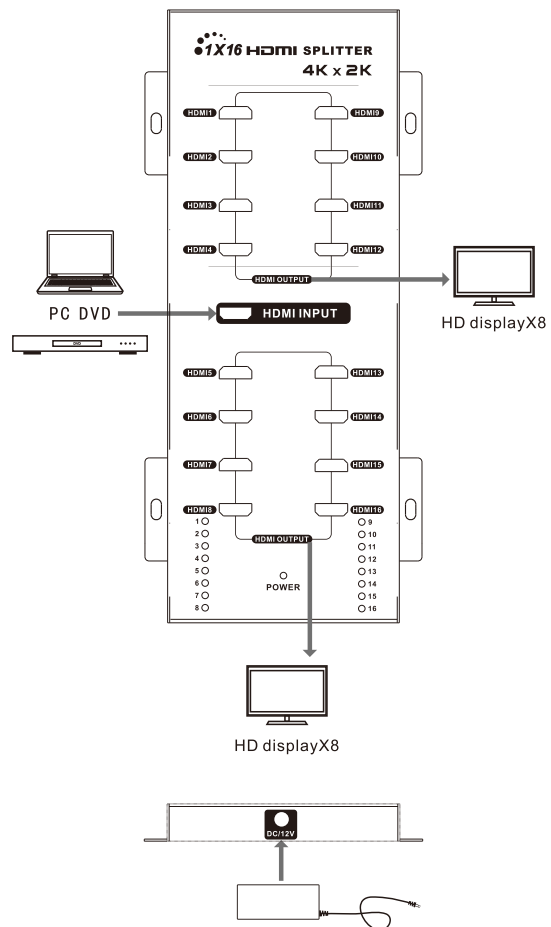 1X16 HDMI SPLITTER
4K x 2K
HDMI1
HDMI9
HDMI2
HDMI10
HDMI3
HDMI11
HDMI4
HDMI12
HDMI OUTPUT
HD displayX8
PC DVD
HDMI INPUT
DVD
HDMI5
HDMI13
HDMI6
HDMI14
HDMI7
HDMI15
HDMI8
HDMI16
1
9
2
10
3
11
4
12
5
13
6
14
7
15
8
16
HDMI OUTPUT
POWER
HD displayX8
DC/12V